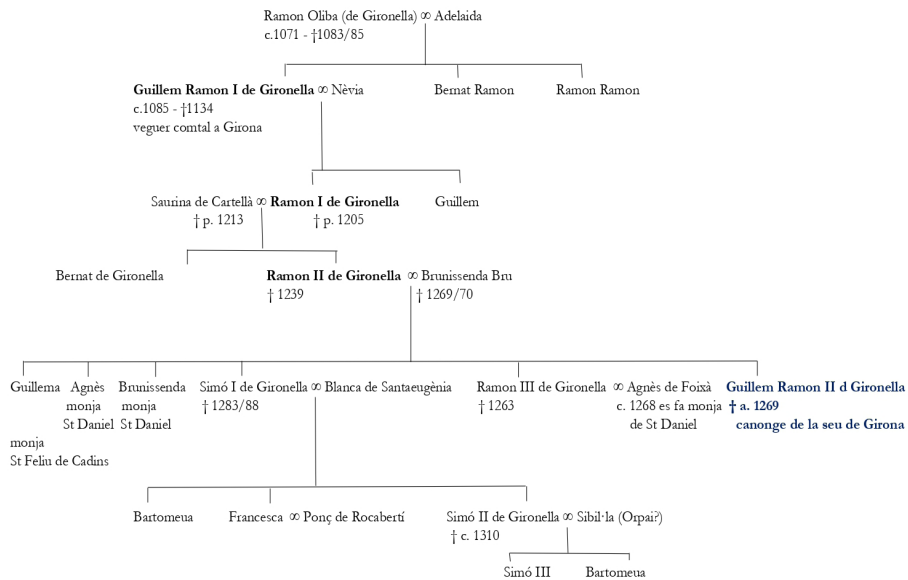 Ramon Oliba (de Gironella) ∞ Adelaida
c.1071 - †1083/85
Guillem Ramon I de Gironella ∞ Nèvia
c.1085 - †1134
veguer comtal a Girona
Bernat Ramon
Ramon Ramon
Saurina de Cartellà ∞ Ramon I de Gironella
† p. 1213
† p. 1205
Guillem
Bernat de Gironella
Ramon II de Gironella ∞ Brunissenda Bru
† 1239
† 1269/70
Guillema
monja
St Feliu de Cadins
Agnès
monja
St Daniel
Brunissenda
monja
St Daniel
Simó I de Gironella ∞ Blanca de Santaeugènia
† 1283/88
Ramon III de Gironella ∞ Agnès de Foixà
† 1263
c. 1268 es fa monja
de St Daniel
Guillem Ramon II d Gironella
† a. 1269
canonge de la seu de Girona
Bartomeua
Francesca ∞ Ponç de Rocabertí
Simó II de Gironella ∞ Sibil·la (Orpai?)
† c. 1310
Simó III
Bartomeua